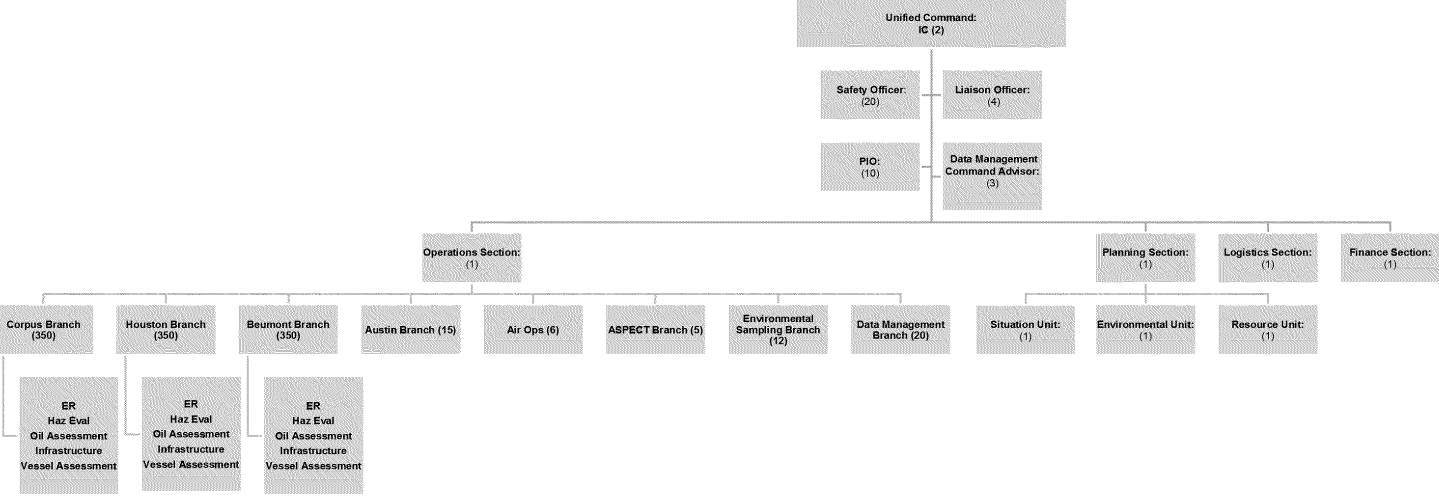 Unified Command:
IC (2)
Safety Officer:
(20)
Liaison Officer:
(4)
PIO:
(10)
Data Management
Command Advisor:
(3)
Operations Section:
(1)
Planning Section:
(1)
Logistics Section:
(1)
Finance Section:
(1)
Corpus Branch
(350)
Houston Branch
(350)
Beumont Branch
(350)
Austin Branch (15)
Air Ops (6)
ASPECT Branch (5)
Environmental
Sampling Branch
(12)
Data Management
Branch (20)
Situation Unit:
(1)
Environmental Unit:
(1)
Resource Unit:
(1)
ER
Haz Eval
Oil Assessment
Infrastructure
Vessel Assessment
ER
Haz Eval
Oil Assessment
Infrastructure
Vessel Assessment
ER
Haz Eval
Oil Assessment
Infrastructure
Vessel Assessment